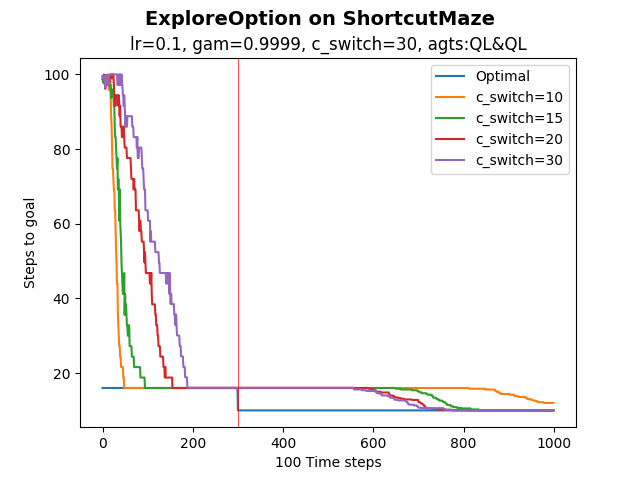 ExploreOption on ShortcutMaze
lr=0.1, gam=0.9999, c_switch=30, agts:QL&QL
Optimal
c_switch=10
c_switch=15
c_switch=20
c_switch=30
Steps to goal
100
80
60
40
20
0 200 400 600 800 1000
100 Time steps